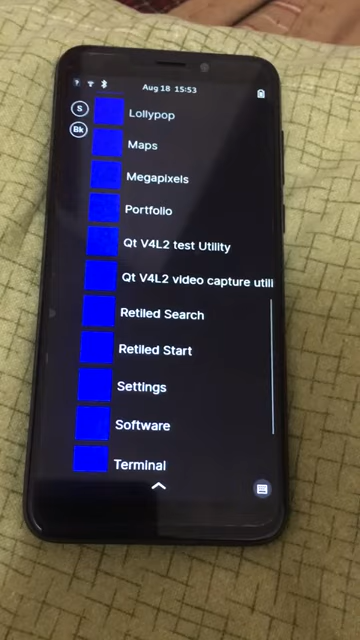 Aug 18 15:53
S
Lollypop
Bk
Maps
Megapixels
Portfolio
Qt V4L2 test Utility
Qt V4L2 video capture utili
Retiled Search
Retiled Start
Settings
Software
Terminal